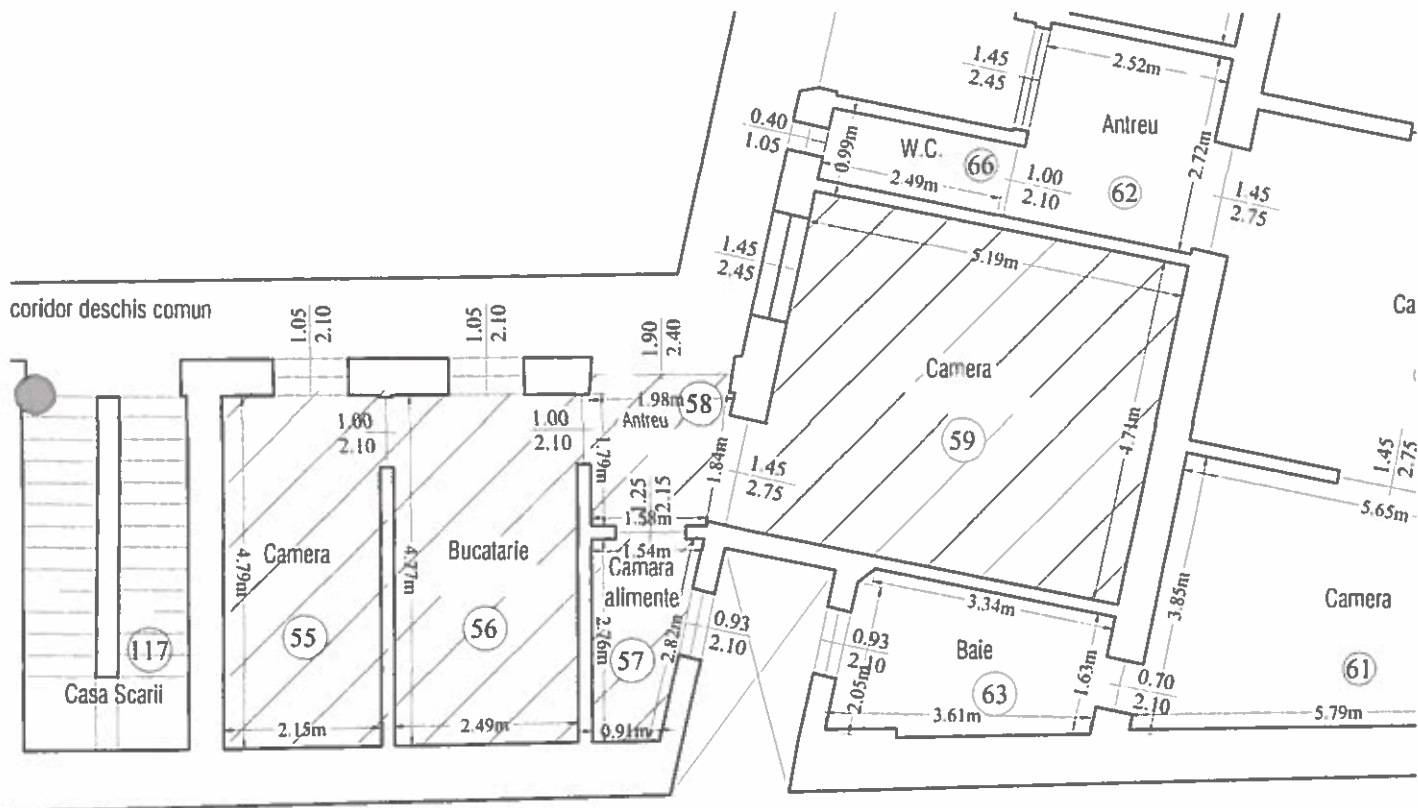 1.45
2.45
2.52m
Antreu
62
2.72m
0.40
1.05
0.99m
W.C.
66
2.49m
1.00
2.10
1.45
2.75
1.45
2.45
5.19m
coridor deschis comun
1.05
2.10
1.05
2.10
1.90
2.40
Ca
Camera
59
4.71m
1.98m
58
Antreu
1.00
2.10
1.00
2.10
1.79m
1.84m
1.45
2.75
1.45
2.75
5.65m
1.25
2.15
1.58m
1.54m
Camera
55
4.79m
2.15m
Bucatarie
56
4.77m
2.49m
Camara
alimente
57
2.76m
2.82m
0.91m
0.93
2.10
117
Casa Scarii
3.34m
0.93
2.10
Baie
63
2.05m
1.63m
3.61m
0.70
2.10
3.85m
Camera
61
5.79m